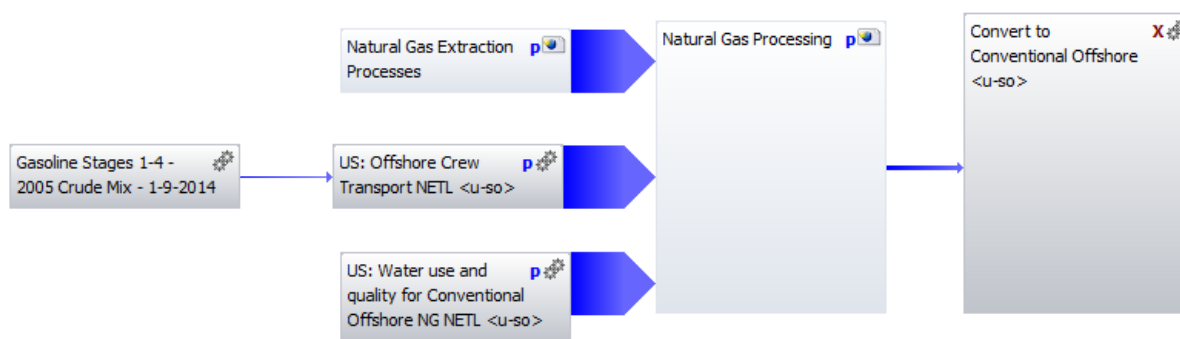 Natural Gas Extraction p
Processes
Natural Gas Processing p
Convert to X
Conventional Offshore
<u-so>
Gasoline Stages 1-4 -
2005 Crude Mix - 1-9-2014
US: Offshore Crew p
Transport NETL <u-so>
US: Water use and p
quality for Conventional
Offshore NG NETL <u-so>